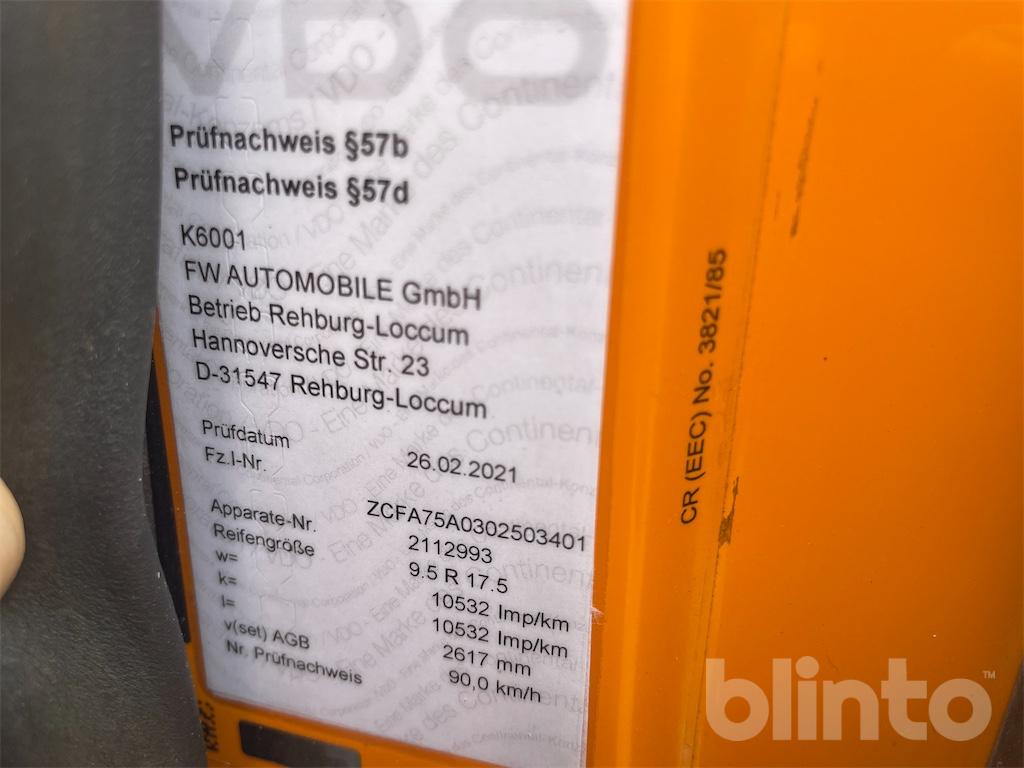 VDO
Prüfnachweis §57b
Prüfnachweis §57d
K6001
FW AUTOMOBILE GmbH
Betrieb Rehburg-Loccum
Hannoversche Str. 23
D-31547 Rehburg-Loccum
Prüfdatum 26.02.2021
Fz.I-Nr. ZCFA75A0302503401
Apparate-Nr. 2112993
Reifengröße 9.5 R 17.5
w= 10532 Imp/km
k= 10532 Imp/km
l= 2617 mm
v(set) AGB 90,0 km/h
Nr. Prüfnachweis
CR (EEC) No. 3821/85
blinto™